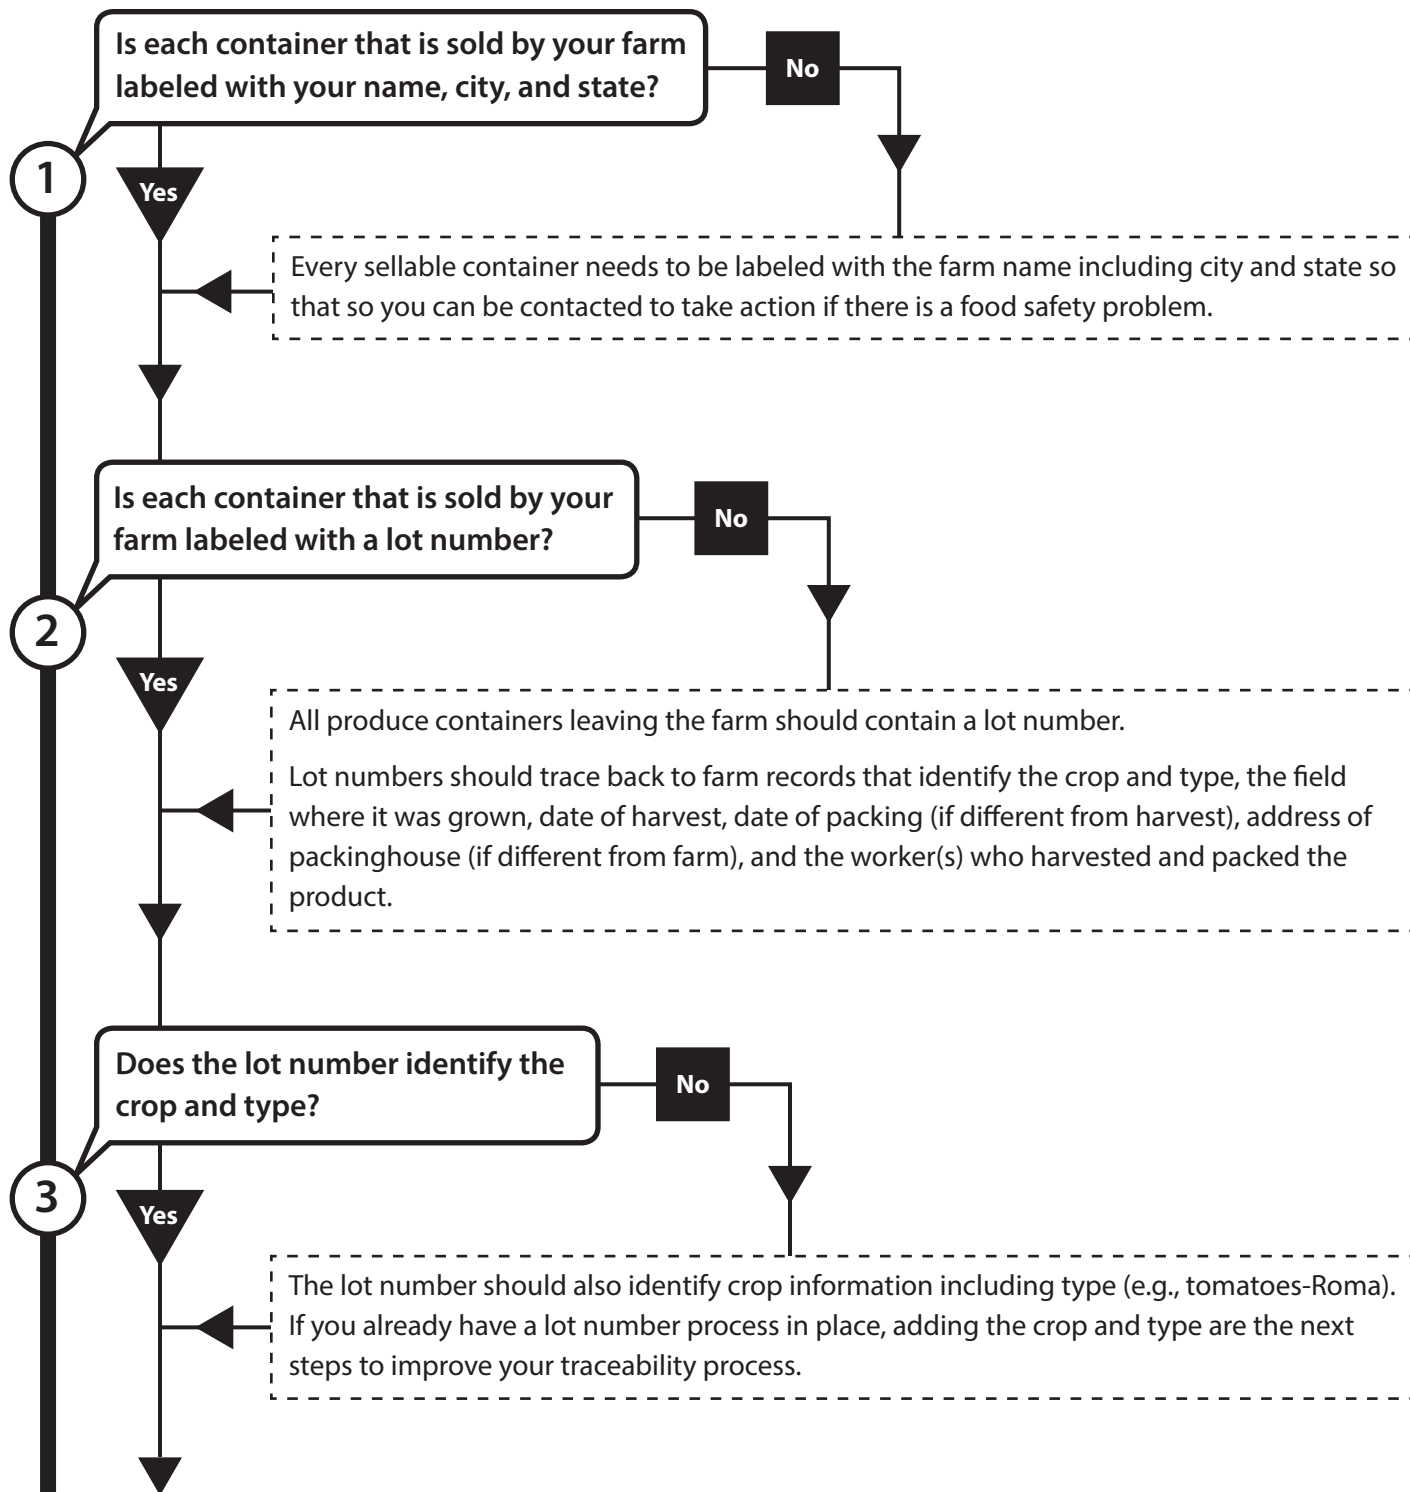 Is each container that is sold by your farm
labeled with your name, city, and state?
No
1
Yes
Every sellable container needs to be labeled with the farm name including city and state so
that so you can be contacted to take action if there is a food safety problem.
Is each container that is sold by your
farm labeled with a lot number?
No
2
Yes
All produce containers leaving the farm should contain a lot number.
Lot numbers should trace back to farm records that identify the crop and type, the field
where it was grown, date of harvest, date of packing (if different from harvest), address of
packinghouse (if different from farm), and the worker(s) who harvested and packed the
product.
Does the lot number identify the
crop and type?
No
3
Yes
The lot number should also identify crop information including type (e.g., tomatoes-Roma).
If you already have a lot number process in place, adding the crop and type are the next
steps to improve your traceability process.